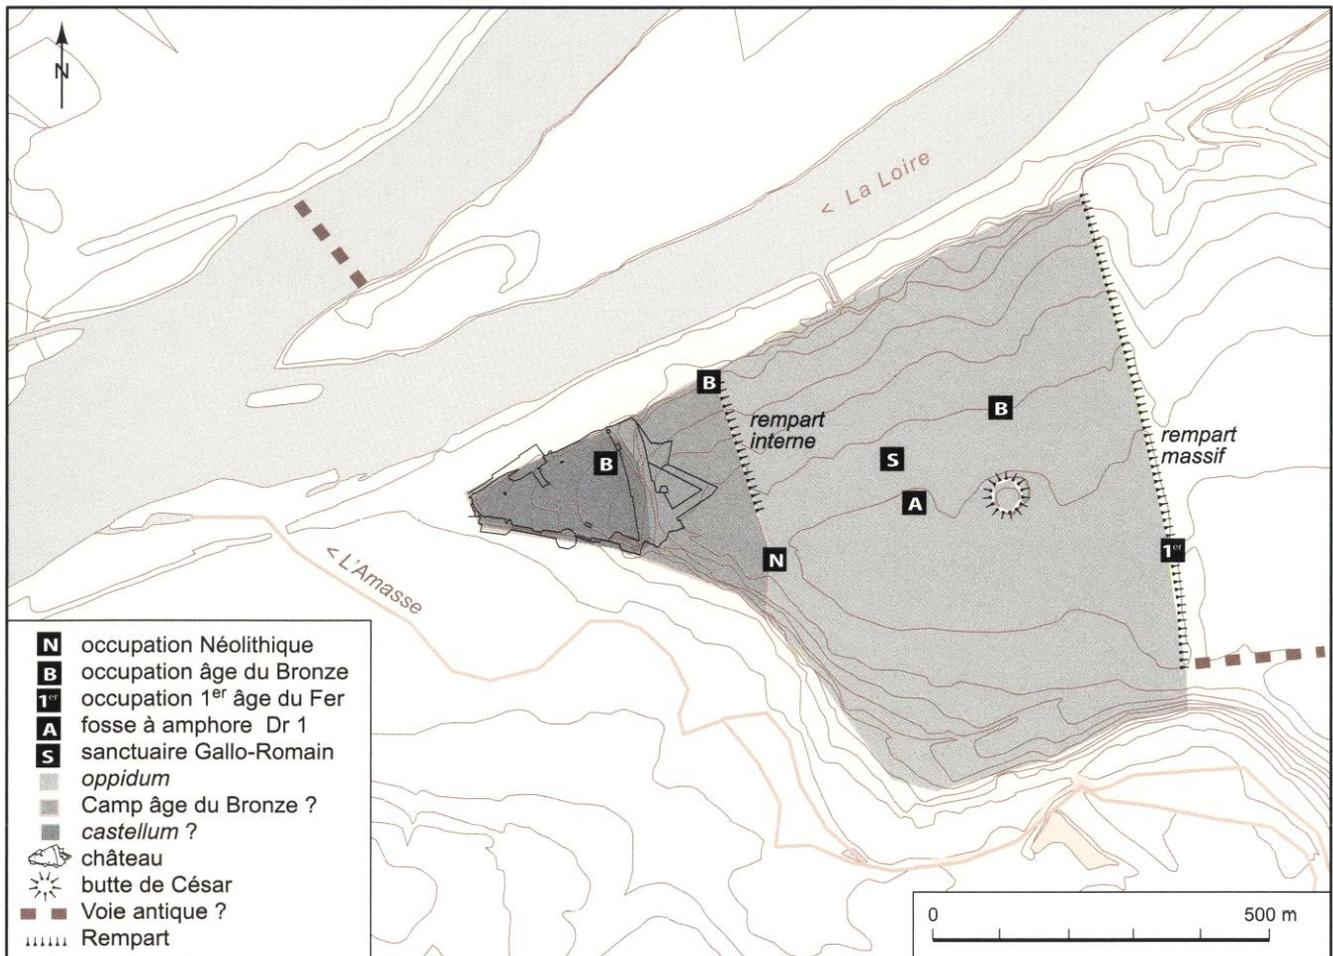 N
< La Loire
B
rempart
interne
B
rempart
massif
B
S
A
N
1er
< L'Amasse
N occupation Néolithique
B occupation âge du Bronze
1er occupation 1er âge du Fer
A fosse à amphore Dr 1
S sanctuaire Gallo-Romain
oppidum
Camp âge du Bronze ?
castellum ?
château
butte de César
Voie antique ?
Rempart
0 500 m